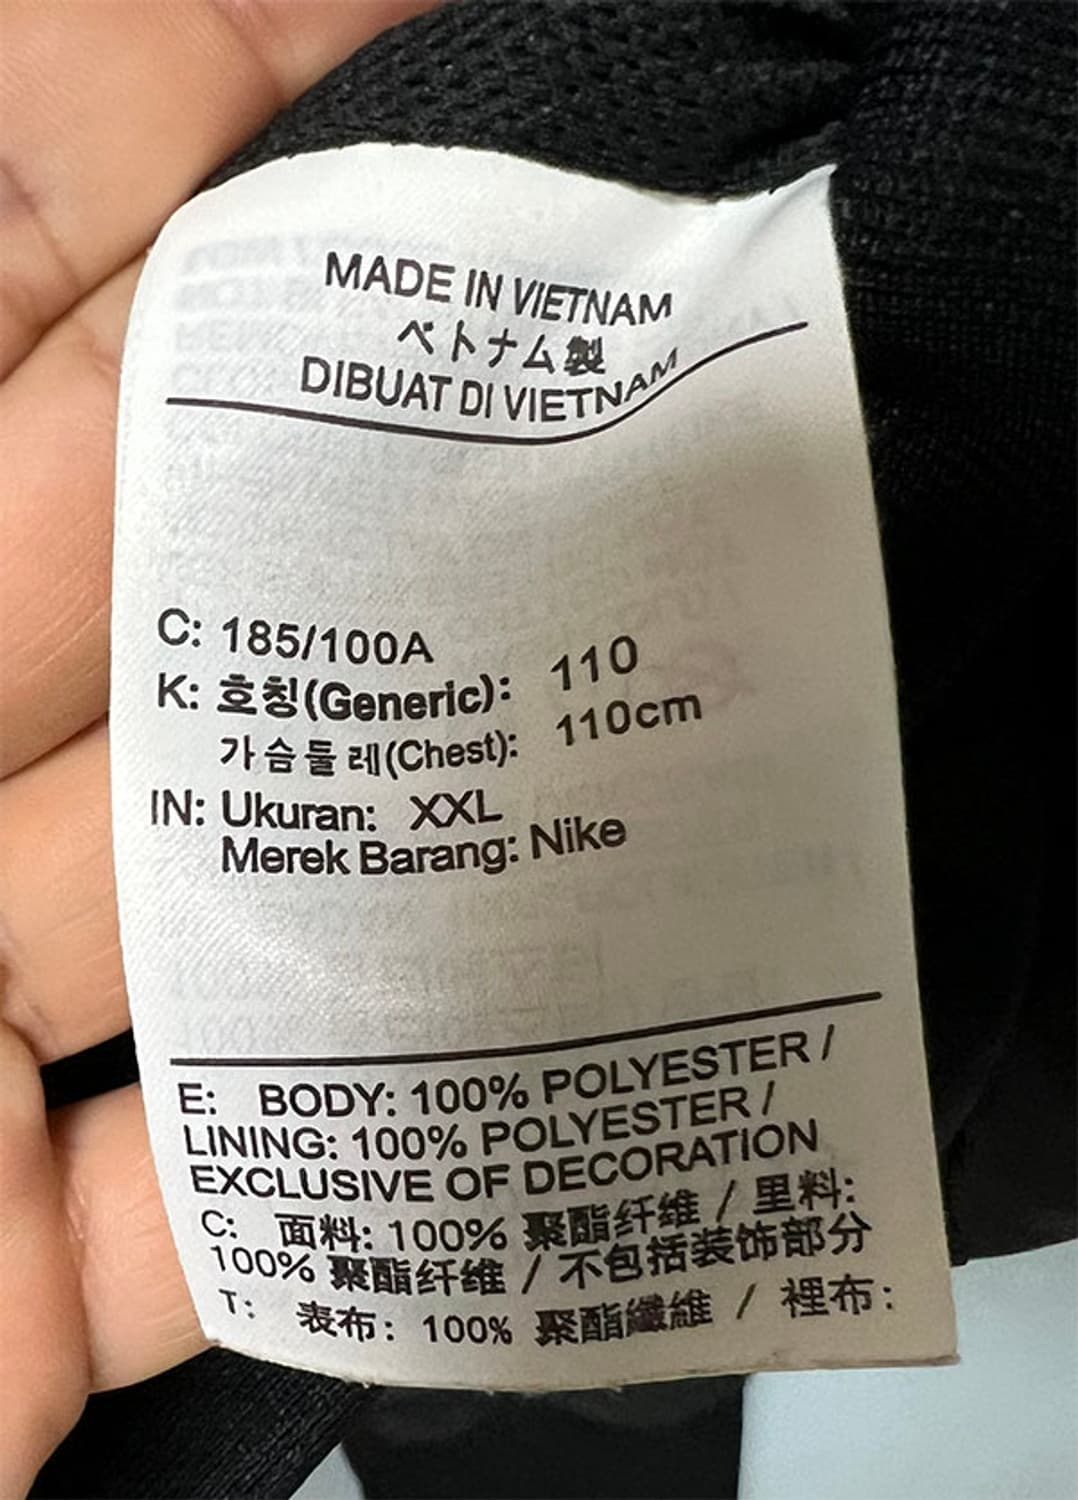 MADE IN VIETNAM
ベトナム製
DIBUAT DI VIETNAM
C: 185/100A
K: 호칭(Generic): 110
가슴둘레(Chest): 110cm
IN: Ukuran: XXL
Merek Barang: Nike
E: BODY: 100% POLYESTER /
LINING: 100% POLYESTER /
EXCLUSIVE OF DECORATION
C: 面料: 100% 聚酯纤维 / 里料:
100% 聚酯纤维 / 不包括装饰部分
T: 表布: 100% 聚酯纖維 / 裡布: